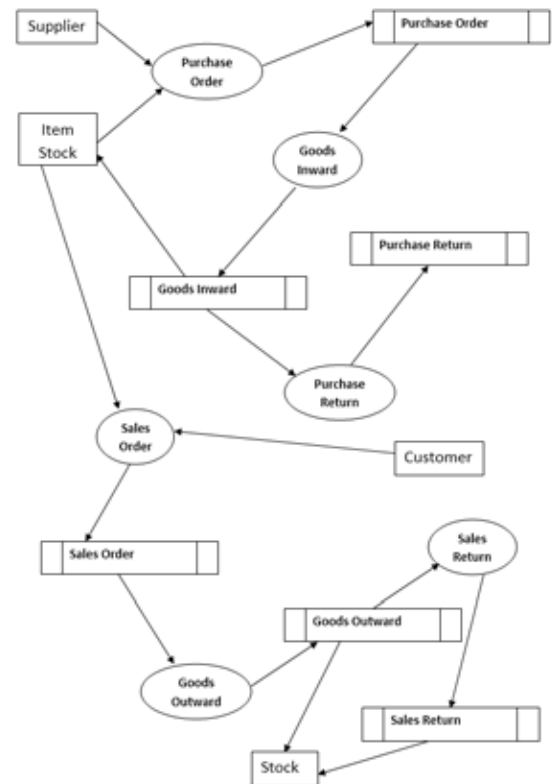 Supplier
Purchase Order
Purchase
Order
Item
Stock
Goods
Inward
Purchase Return
Goods Inward
Purchase
Return
Sales
Order
Customer
Sales
Return
Sales Order
Goods Outward
Goods
Outward
Sales Return
Stock